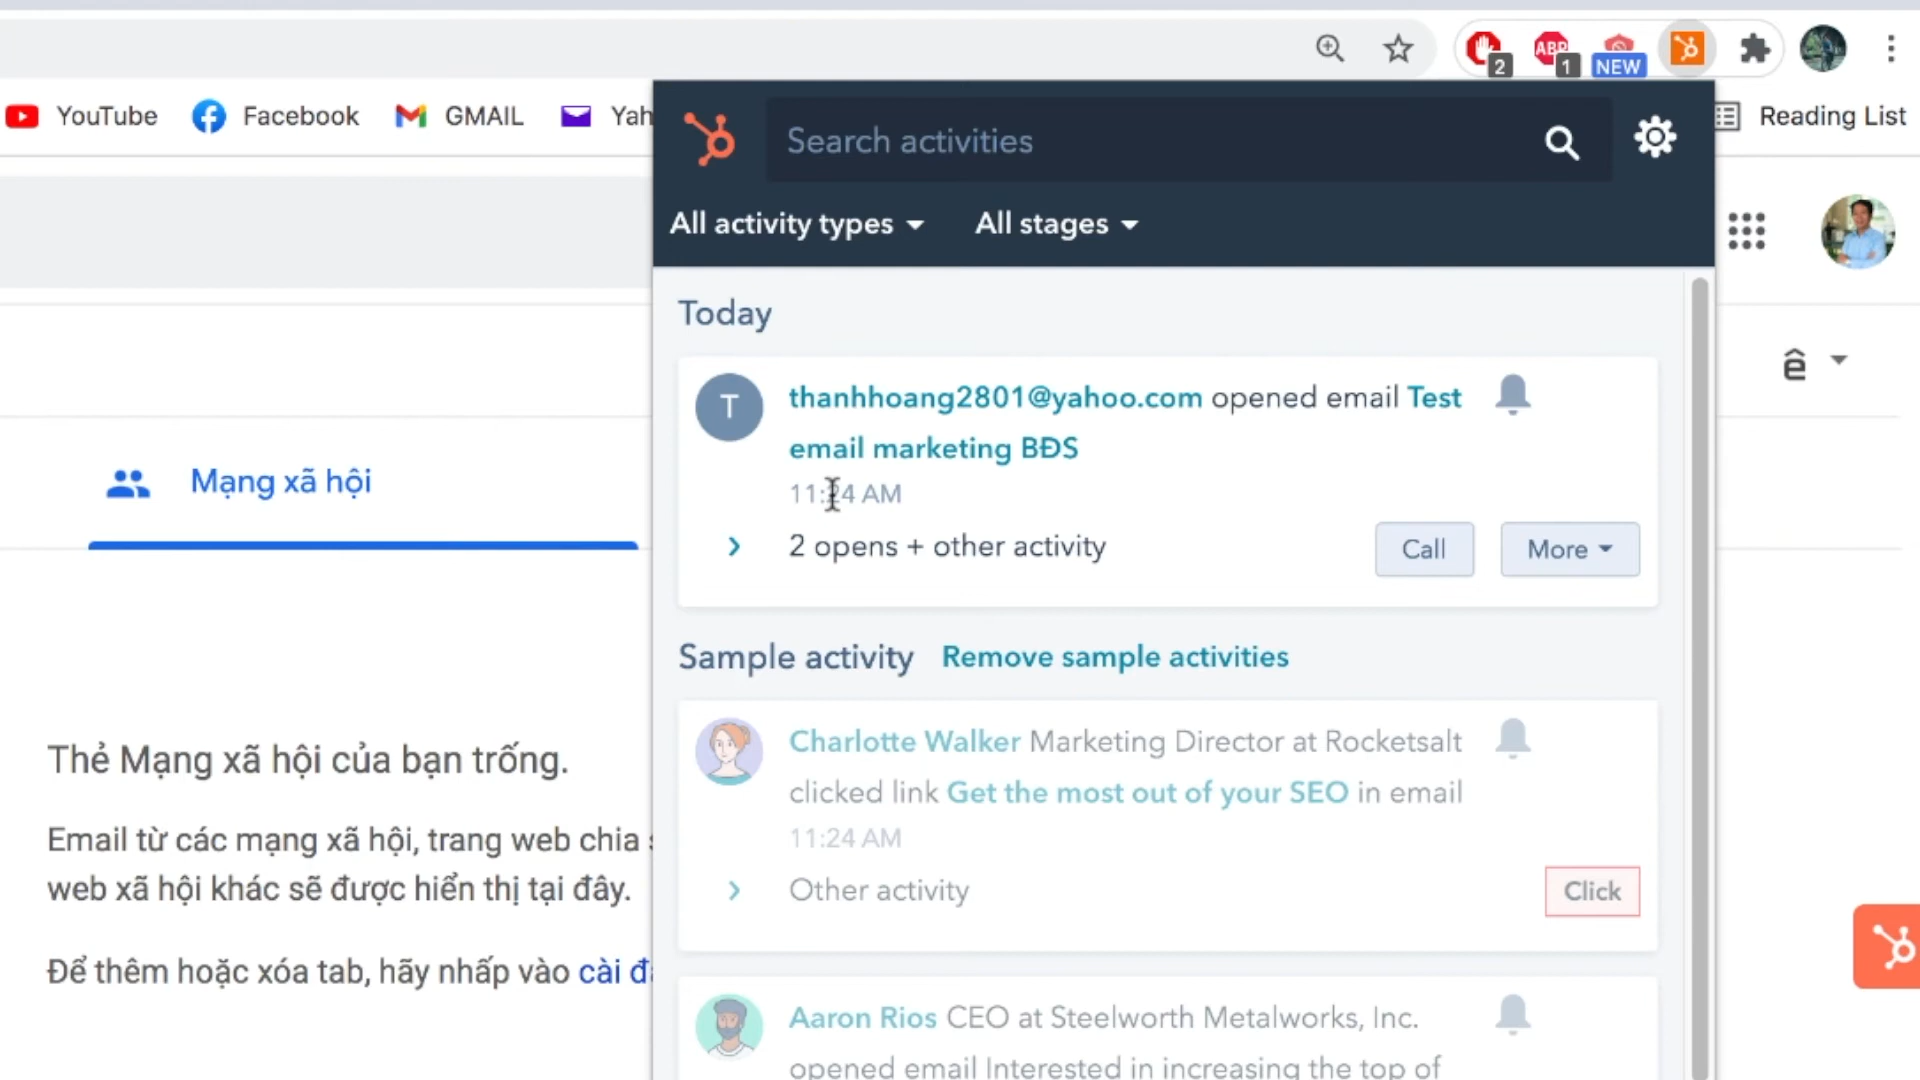 2
ABP
1
NEW
YouTube
Facebook
GMAIL
Yah
Reading List
Search activities
All activity types
All stages
Today
T
thanhhoang2801@yahoo.com opened email Test
email marketing BĐS
11:24 AM
2 opens + other activity
Call
More
Sample activity
Remove sample activities
Charlotte Walker Marketing Director at Rocketsalt
clicked link Get the most out of your SEO in email
11:24 AM
Other activity
Click
Aaron Rios CEO at Steelworth Metalworks, Inc.
opened email Interested in increasing the top of
ê
Mạng xã hội
Thẻ Mạng xã hội của bạn trống.
Email từ các mạng xã hội, trang web chia
web xã hội khác sẽ được hiển thị tại đây.
Để thêm hoặc xóa tab, hãy nhấp vào cài đ